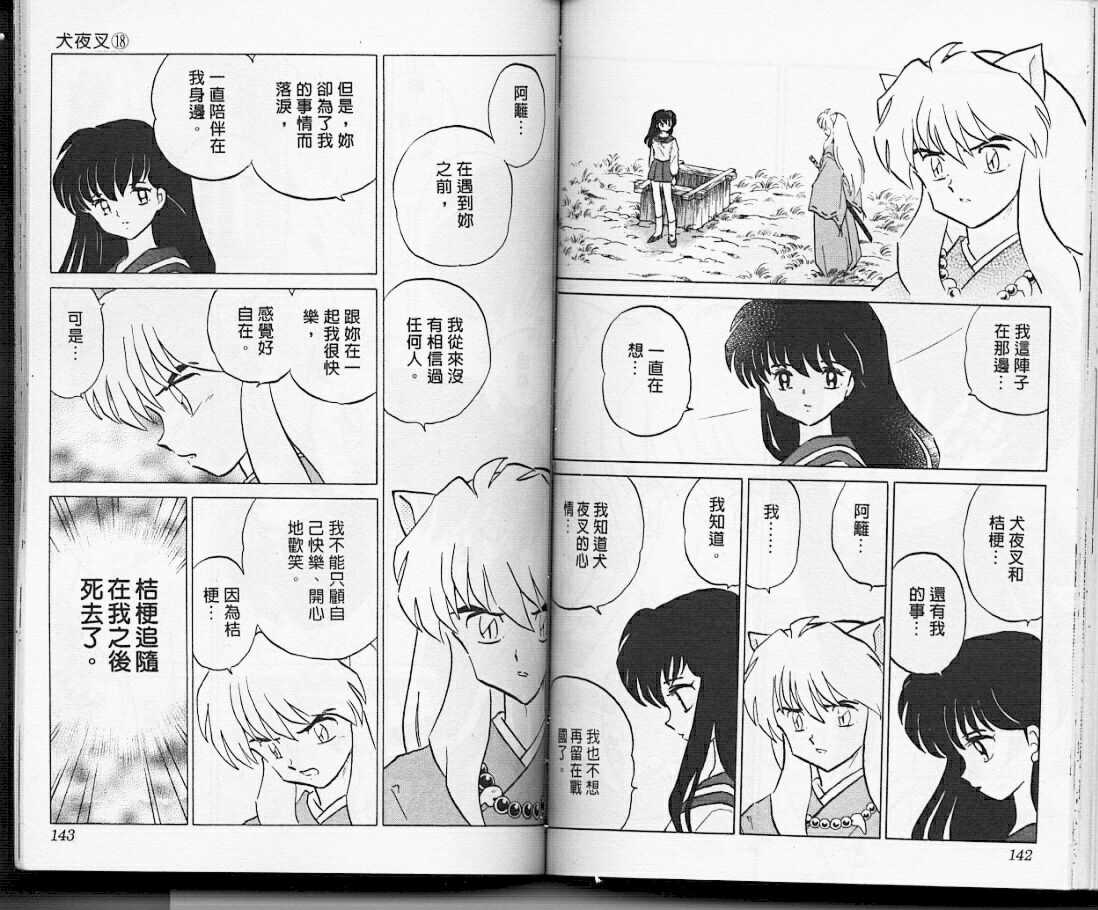 犬夜叉⑱
我這陣子
在那邊…
一直在
想…
犬夜叉和
桔梗…
還有我
的事…
阿籬…
我…
我知道。
我知道犬
夜叉的心
情…
我也不想
再留在戰
國了。
142
阿籬…
在遇到妳
之前，
我從來沒
有相信過
任何人。
但是，妳
卻為了我
的事情而
落淚，
一直陪伴在
我身邊。
跟妳在一
起我很快
樂，
感覺好
自在。
可是…
我不能只顧自
己快樂、開心
地歡笑。
因為桔
梗…
桔梗追隨
在我之後
死去了。
143